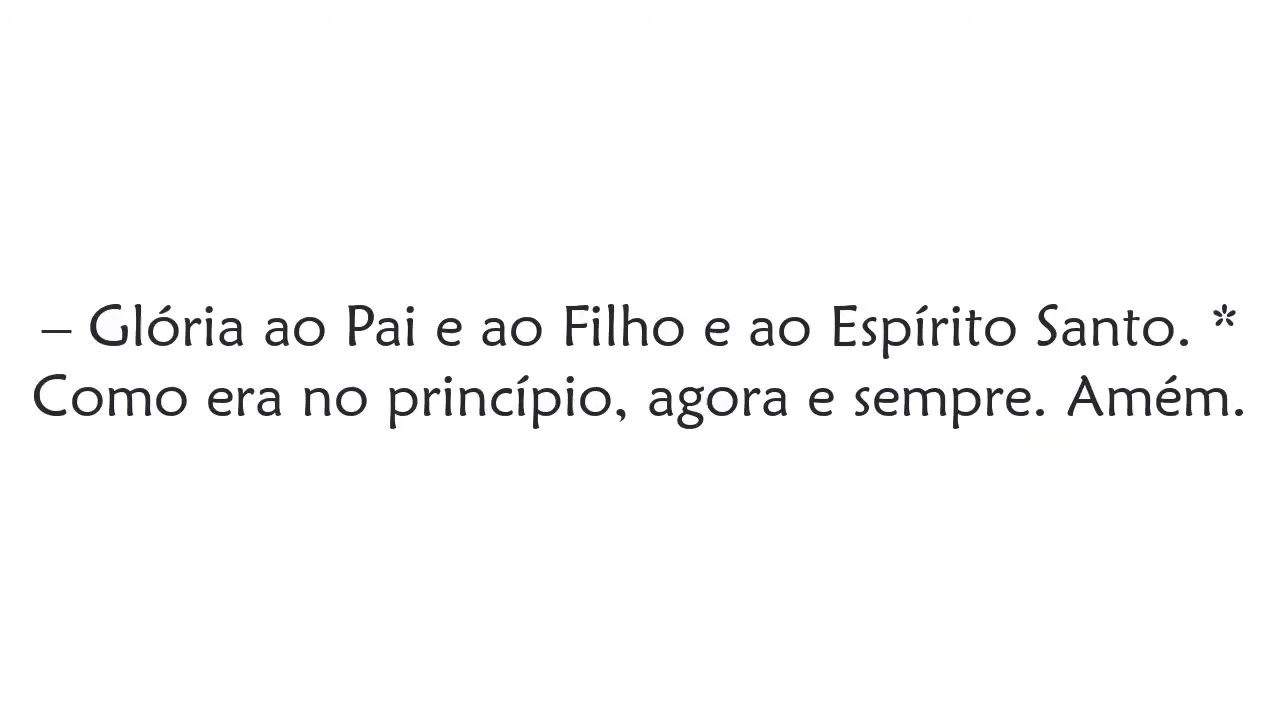 – Glória ao Pai e ao Filho e ao Espírito Santo. *
Como era no princípio, agora e sempre. Amém.